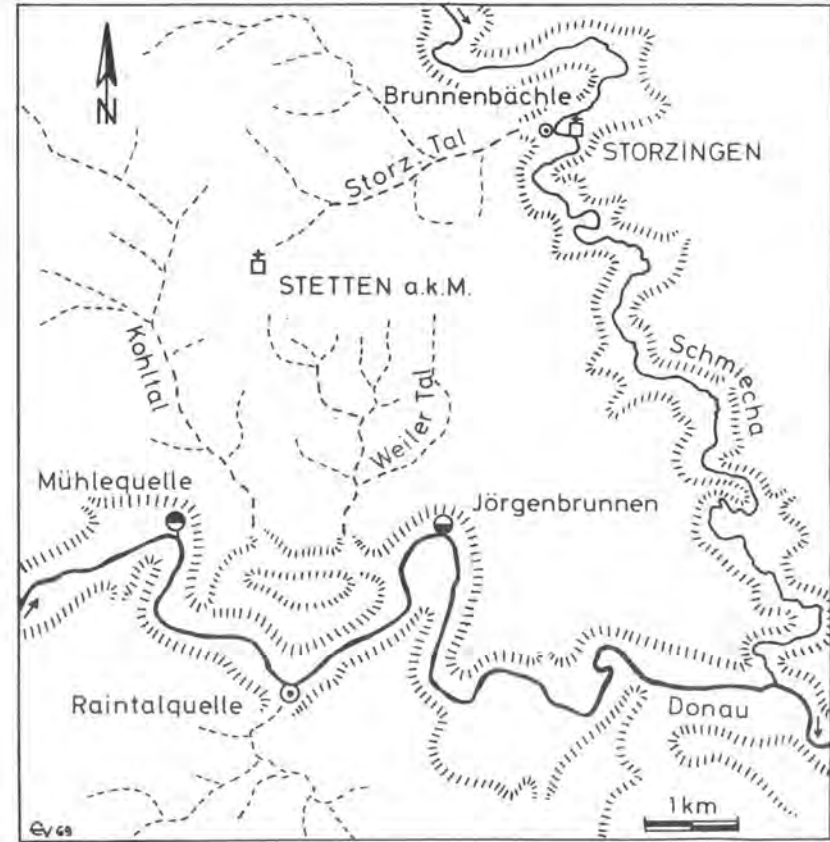 N
Brunnenbächle
STORZINGEN
Storz Tal
STETTEN a.k.M.
Kohltal
Weiler Tal
Schmiecha
Mühlequelle
Jörgenbrunnen
Raintalquelle
Donau
1km
ev 69